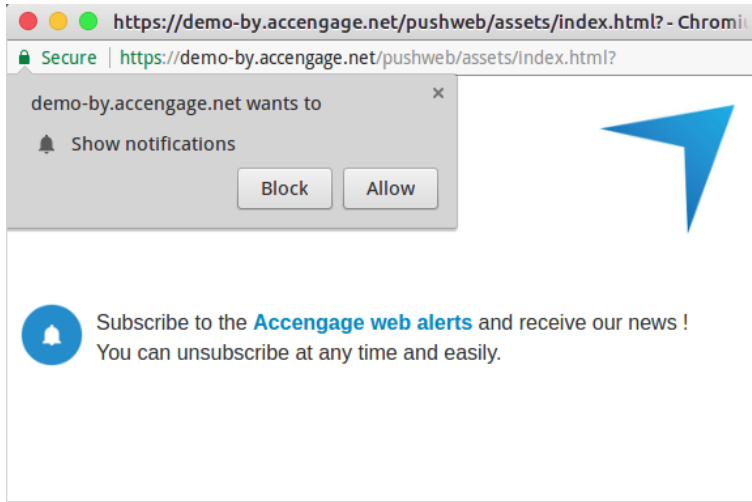 https://demo-by.accengage.net/pushweb/assets/index.html? - Chromiu
Secure | https://demo-by.accengage.net/pushweb/assets/index.html?
demo-by.accengage.net wants to ×
Show notifications
Block Allow
Subscribe to the Accengage web alerts and receive our news !
You can unsubscribe at any time and easily.